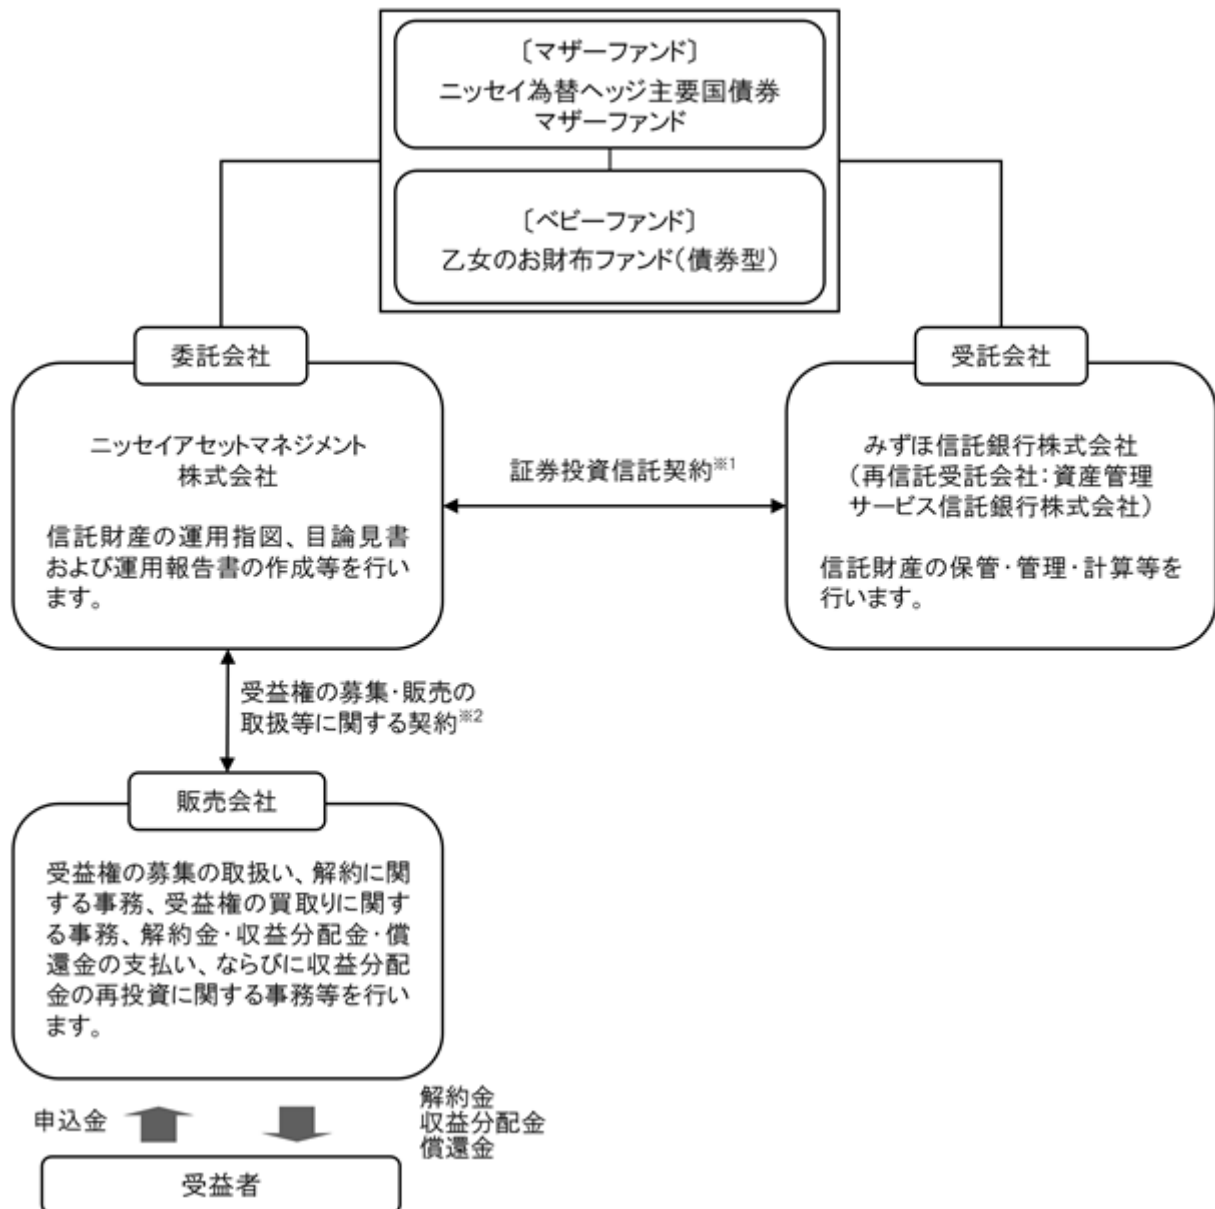 〔マザーファンド〕
ニッセイ為替ヘッジ主要国債券
マザーファンド
〔ベビーファンド〕
乙女のお財布ファンド(債券型)
委託会社
ニッセイアセットマネジメント
株式会社
信託財産の運用指図、目論見書
および運用報告書の作成等を行い
ます。
証券投資信託契約※1
受託会社
みずほ信託銀行株式会社
(再信託受託会社:資産管理
サービス信託銀行株式会社)
信託財産の保管・管理・計算等を
行います。
受益権の募集・販売の
取扱等に関する契約※2
販売会社
受益権の募集の取扱い、解約に関
する事務、受益権の買取りに関す
る事務、解約金・収益分配金・償
還金の支払い、ならびに収益分配
金の再投資に関する事務等を行い
ます。
申込金
解約金
収益分配金
償還金
受益者